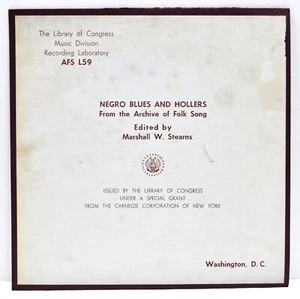 The Library of Congress
Music Division
Recording Laboratory
AFS L59
NEGRO BLUES AND HOLLERS
From the Archive of Folk Song
Edited by
Marshall W. Stearns
ISSUED BY THE LIBRARY OF CONGRESS
UNDER A SPECIAL GRANT
FROM THE CARNEGIE CORPORATION OF NEW YORK
Washington, D. C.